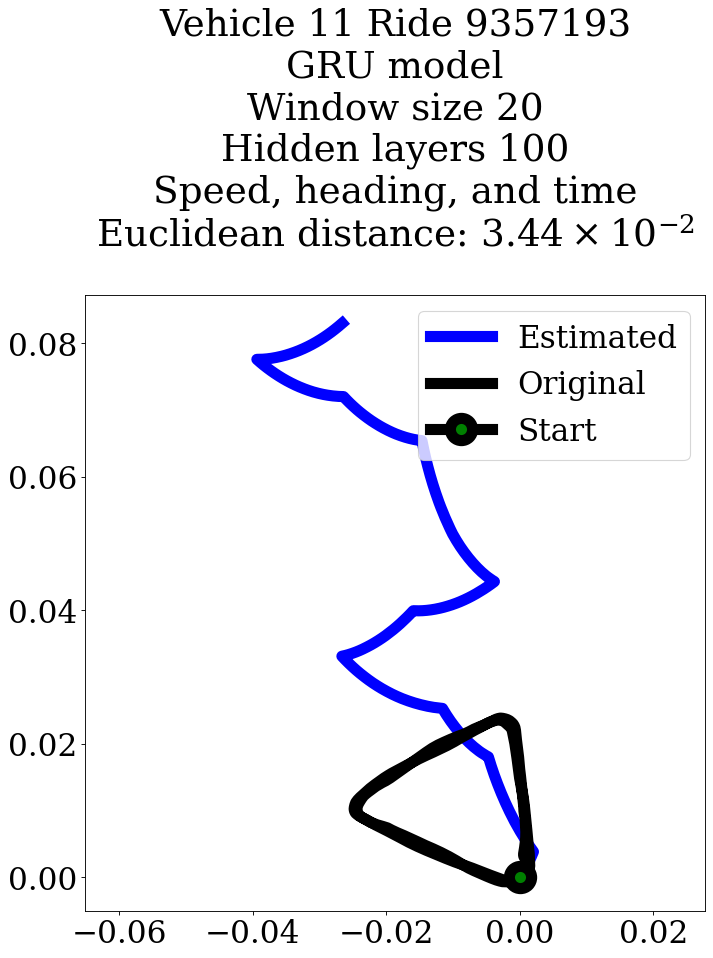 Vehicle 11 Ride 9357193
GRU model
Window size 20
Hidden layers 100
Speed, heading, and time
Euclidean distance: 3.44 × 10⁻²
Estimated
Original
Start
0.08
0.06
0.04
0.02
0.00
−0.06 −0.04 −0.02 0.00 0.02